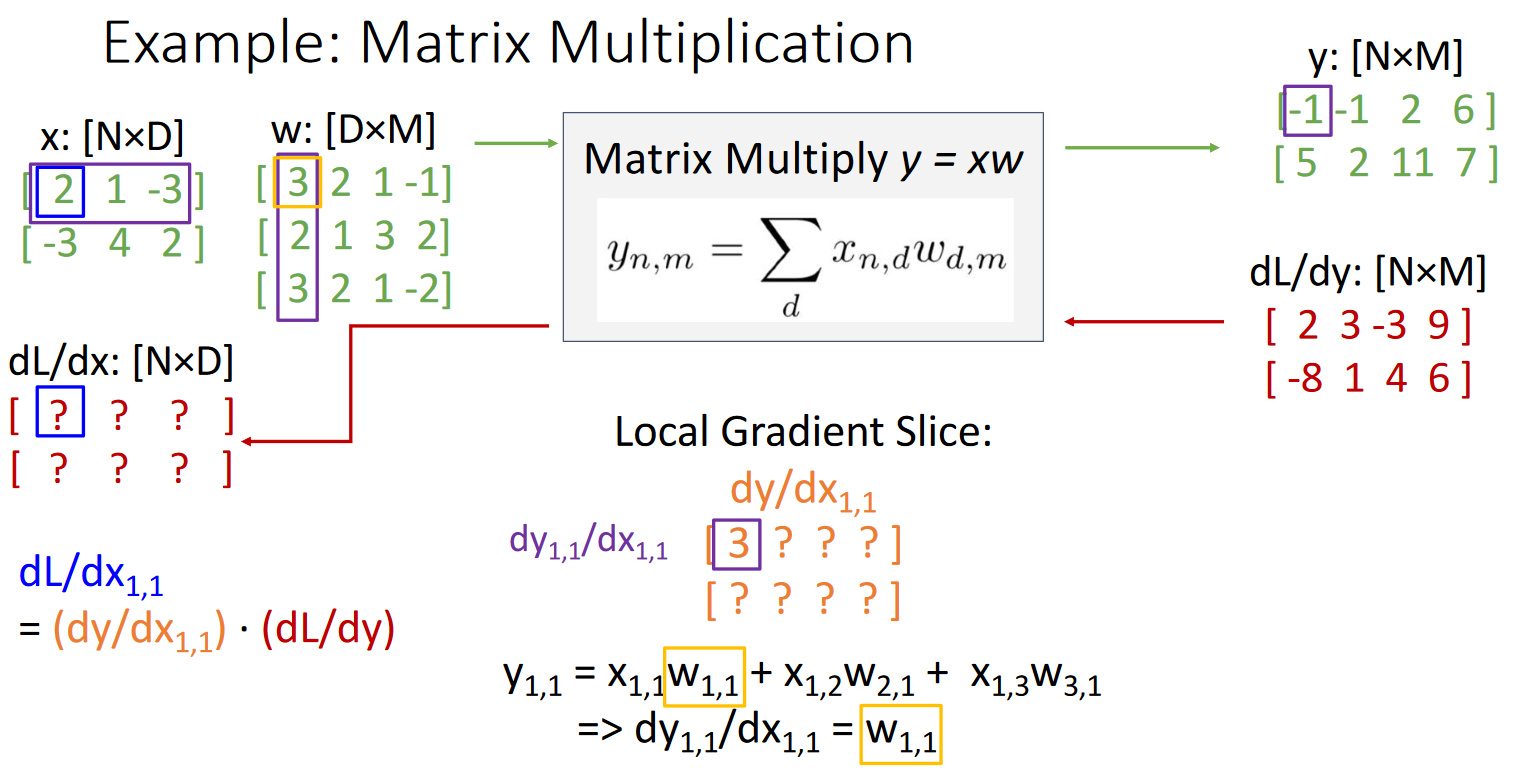 Example: Matrix Multiplication
x: [N×D]
[ 2 1 -3 ]
[ -3 4 2 ]
w: [D×M]
[ 3 2 1 -1]
[ 2 1 3 2]
[ 3 2 1 -2]
Matrix Multiply y = xw
y_{n,m} = \sum_d x_{n,d} w_{d,m}
y: [N×M]
[ -1 -1 2 6 ]
[ 5 2 11 7 ]
dL/dy: [N×M]
[ 2 3 -3 9 ]
[ -8 1 4 6 ]
dL/dx: [N×D]
[ ? ? ? ]
[ ? ? ? ]
Local Gradient Slice:
dy/dx_{1,1}
dy_{1,1}/dx_{1,1} [ 3 ? ? ? ]
[ ? ? ? ? ]
dL/dx_{1,1}
= (dy/dx_{1,1}) · (dL/dy)
y_{1,1} = x_{1,1}w_{1,1} + x_{1,2}w_{2,1} + x_{1,3}w_{3,1}
=> dy_{1,1}/dx_{1,1} = w_{1,1}